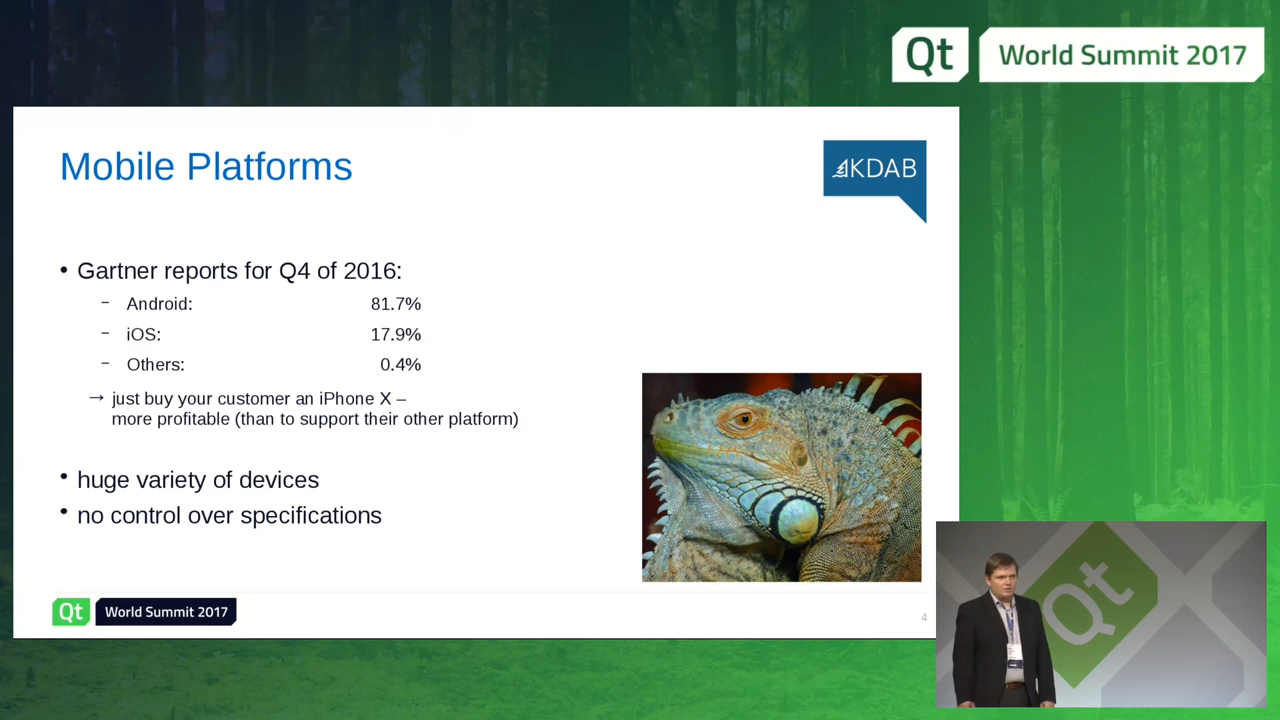 Qt World Summit 2017
Mobile Platforms
KDAB
• Gartner reports for Q4 of 2016:
– Android: 81.7%
– iOS: 17.9%
– Others: 0.4%
→ just buy your customer an iPhone X –
more profitable (than to support their other platform)
• huge variety of devices
• no control over specifications
Qt World Summit 2017
4
Qt